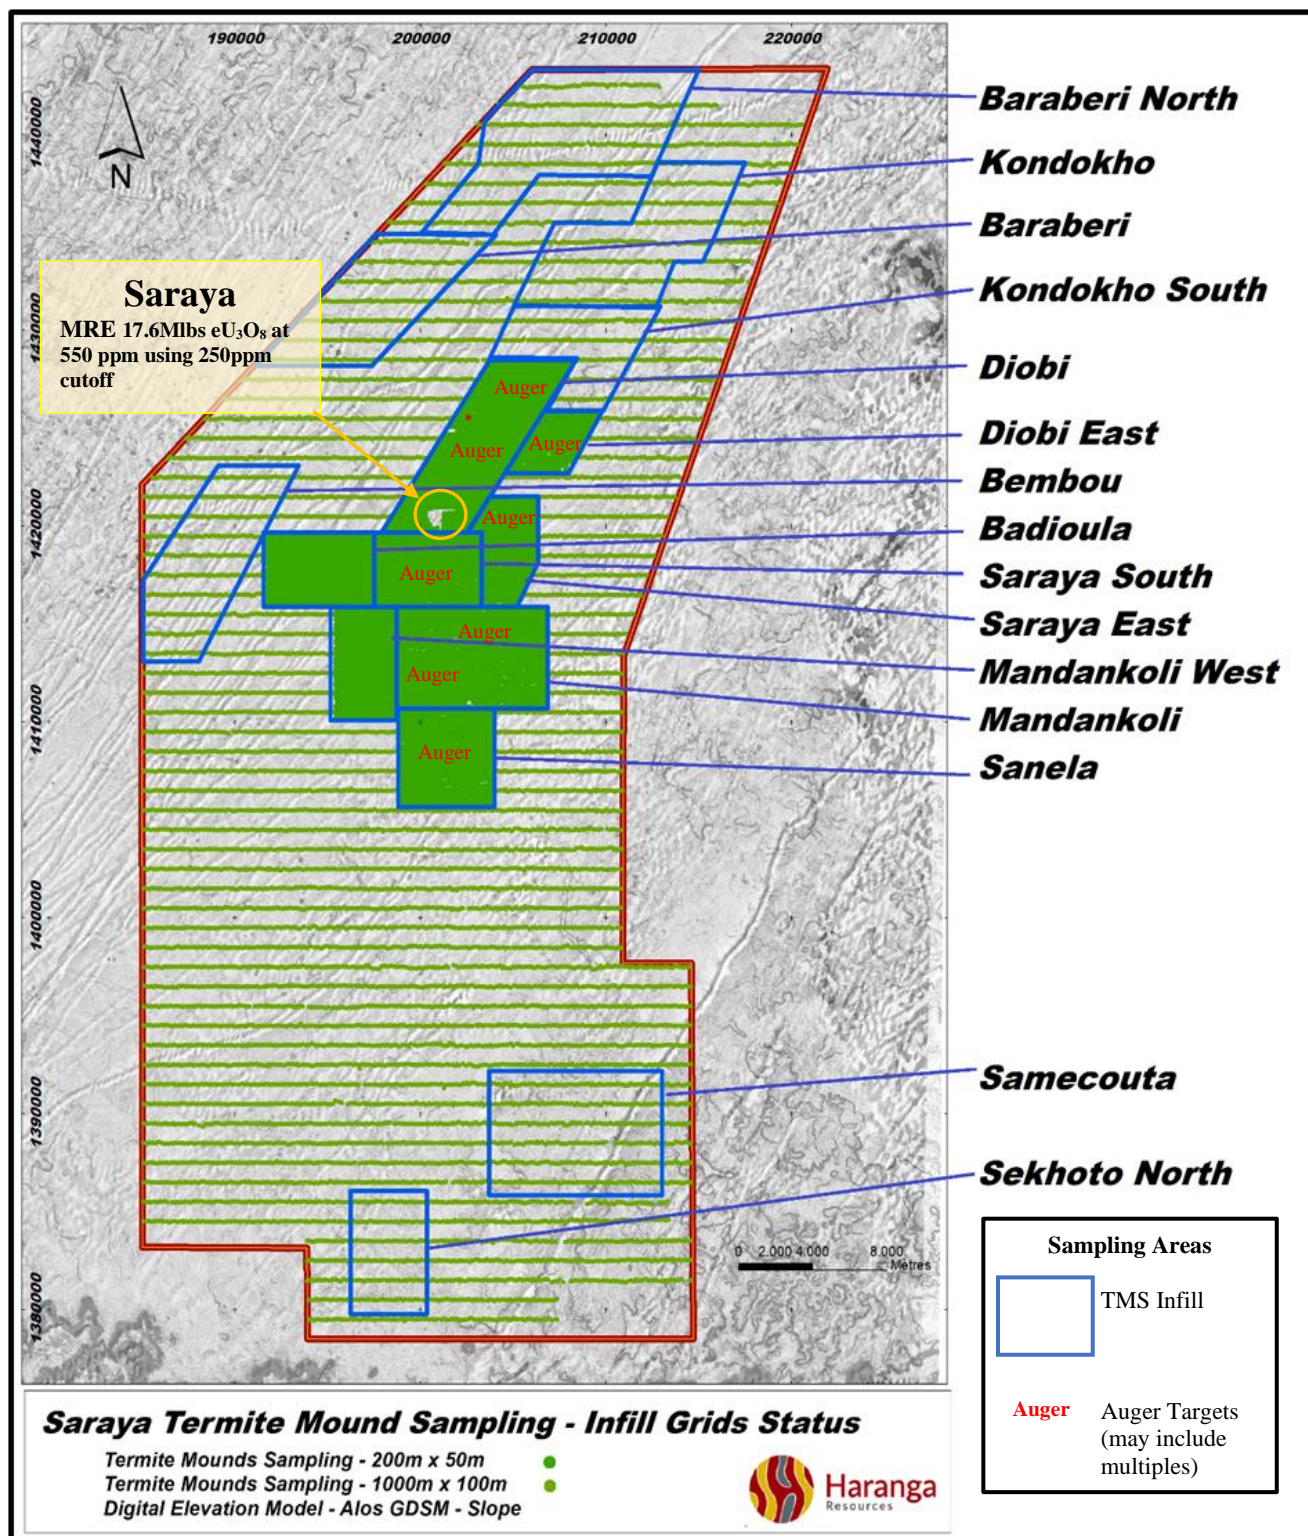 190000
200000
210000
220000
1440000
1430000
1420000
1410000
1400000
1390000
1380000
N
Baraberi North
Kondokho
Baraberi
Kondokho South
Diobi
Diobi East
Bembou
Badioula
Saraya South
Saraya East
Mandankoli West
Mandankoli
Sanela
Samecouta
Sekhoto North
Saraya
MRE 17.6Mlbs eU₃O₈ at
550 ppm using 250ppm
cutoff
Auger
Auger
Auger
Auger
Auger
Auger
Auger
Auger
0 2.000 4.000 8.000
Metres
Sampling Areas
TMS Infill
Auger Auger Targets
(may include
multiples)
Saraya Termite Mound Sampling - Infill Grids Status
Termite Mounds Sampling - 200m x 50m
Termite Mounds Sampling - 1000m x 100m
Digital Elevation Model - Alos GDSM - Slope
Haranga
Resources